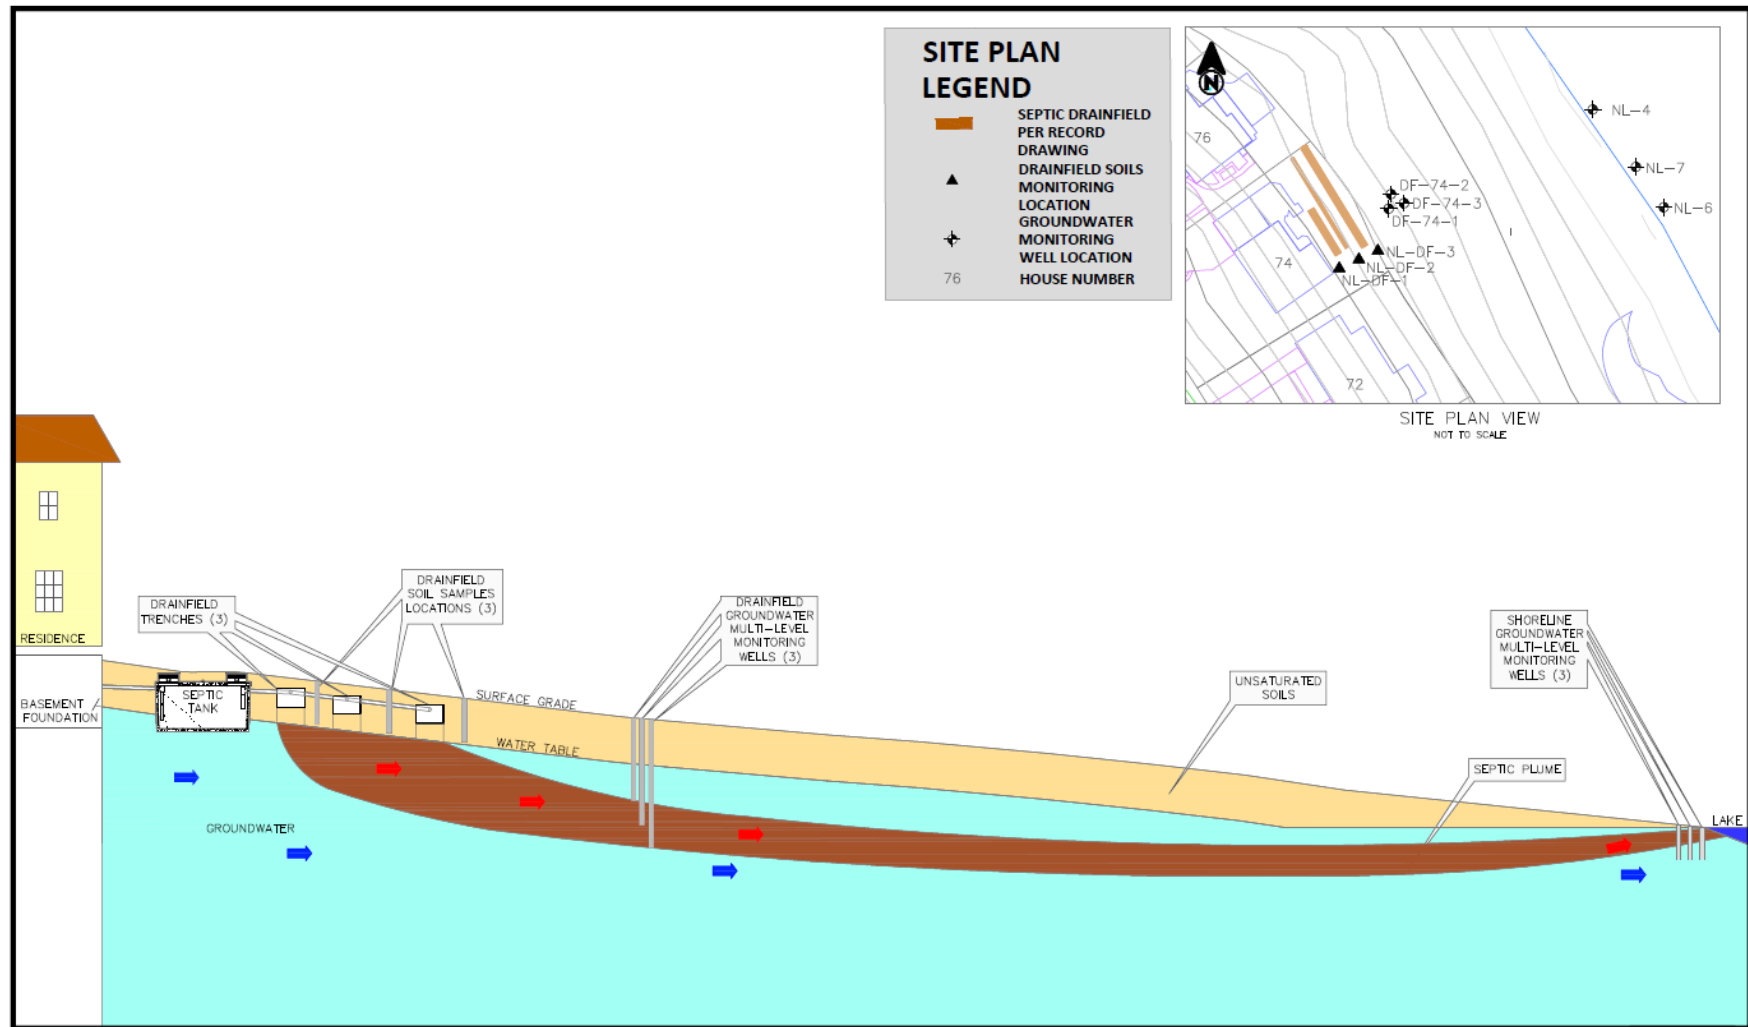 SITE PLAN
LEGEND
SEPTIC DRAINFIELD
PER RECORD
DRAWING
DRAINFIELD SOILS
MONITORING
LOCATION
GROUNDWATER
MONITORING
WELL LOCATION
76
HOUSE NUMBER
N
76
NL-4
NL-7
DF-74-2
DF-74-3
NL-6
DF-74-1
NL-DF-3
74
NL-DF-2
NL-DF-1
72
SITE PLAN VIEW
NOT TO SCALE
DRAINFIELD
SOIL SAMPLES
LOCATIONS (3)
DRAINFIELD
TRENCHES (3)
DRAINFIELD
GROUNDWATER
MULTI-LEVEL
MONITORING
WELLS (3)
SHORELINE
GROUNDWATER
MULTI-LEVEL
MONITORING
WELLS (3)
RESIDENCE
UNSATURATED
SOILS
SEPTIC
TANK
SURFACE GRADE
BASEMENT
FOUNDATION
WATER TABLE
SEPTIC PLUME
LAKE
GROUNDWATER